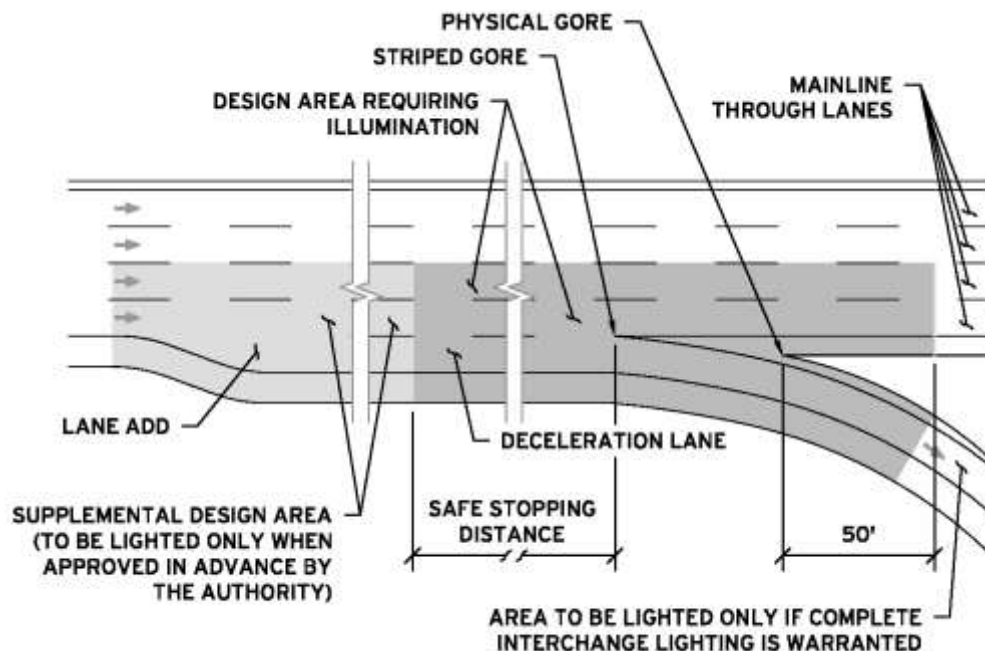 PHYSICAL GORE
STRIPED GORE
DESIGN AREA REQUIRING
ILLUMINATION
MAINLINE
THROUGH LANES
LANE ADD
DECELERATION LANE
SUPPLEMENTAL DESIGN AREA
(TO BE LIGHTED ONLY WHEN
APPROVED IN ADVANCE BY
THE AUTHORITY)
SAFE STOPPING
DISTANCE
50'
AREA TO BE LIGHTED ONLY IF COMPLETE
INTERCHANGE LIGHTING IS WARRANTED